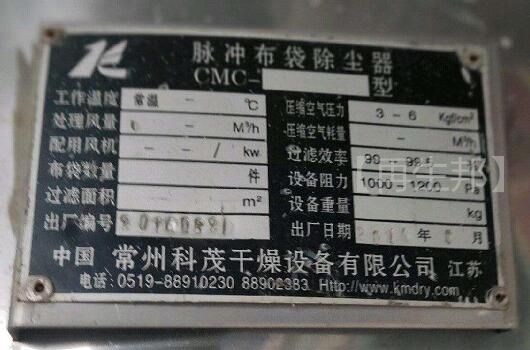 脉冲布袋除尘器
CMC- 型
工作温度 常温 - ℃
处理风量 - M³/h
配用风机 - - / kw
布袋数量 件
过滤面积 m²
出厂编号
压缩空气压力 3 - 6 Kgf/cm²
压缩空气耗量 - M³/h
过滤效率 90 -
设备阻力 1000-1200 Pa
设备重量 kg
出厂日期 年 月
中国 常州科茂干燥设备有限公司 江苏
电话:0519-88910230 88902383 Http://www.kmdry.com
【再生邦】